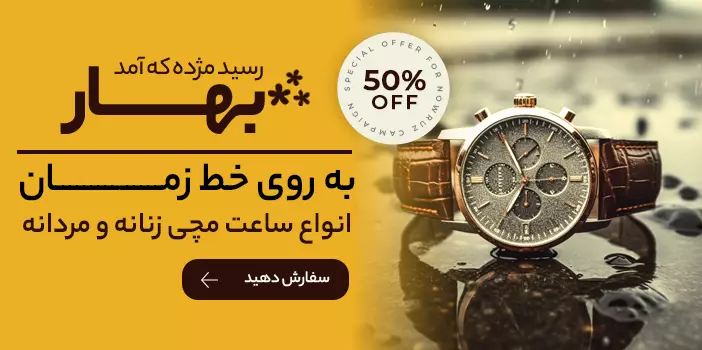 رسید مژده که آمد
بهار
به روی خط زمان
انواع ساعت مچی زنانه و مردانه
سفارش دهید
SPECIAL OFFER FOR NOWRUZ CAMPAIGN
50%
OFF